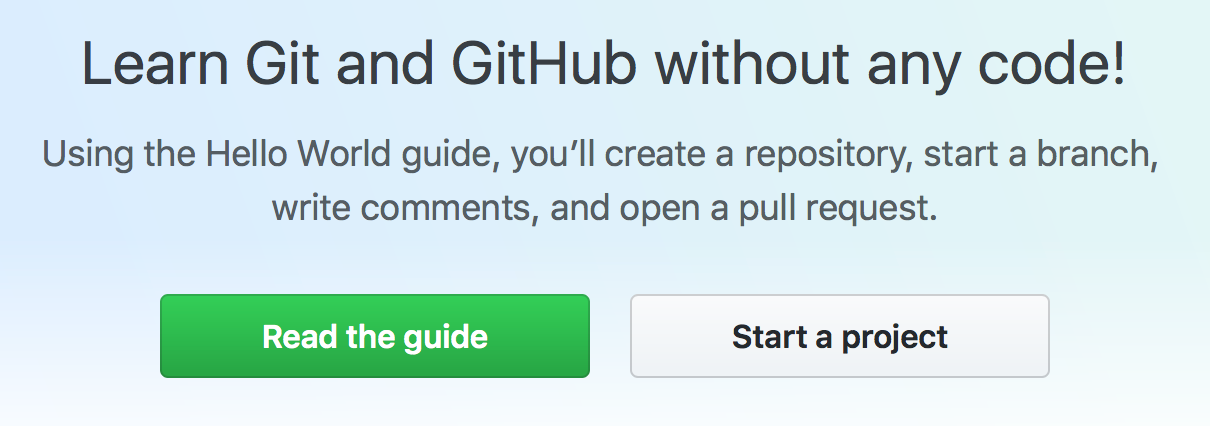 Learn Git and GitHub without any code!
Using the Hello World guide, you’ll create a repository, start a branch,
write comments, and open a pull request.
Read the guide
Start a project